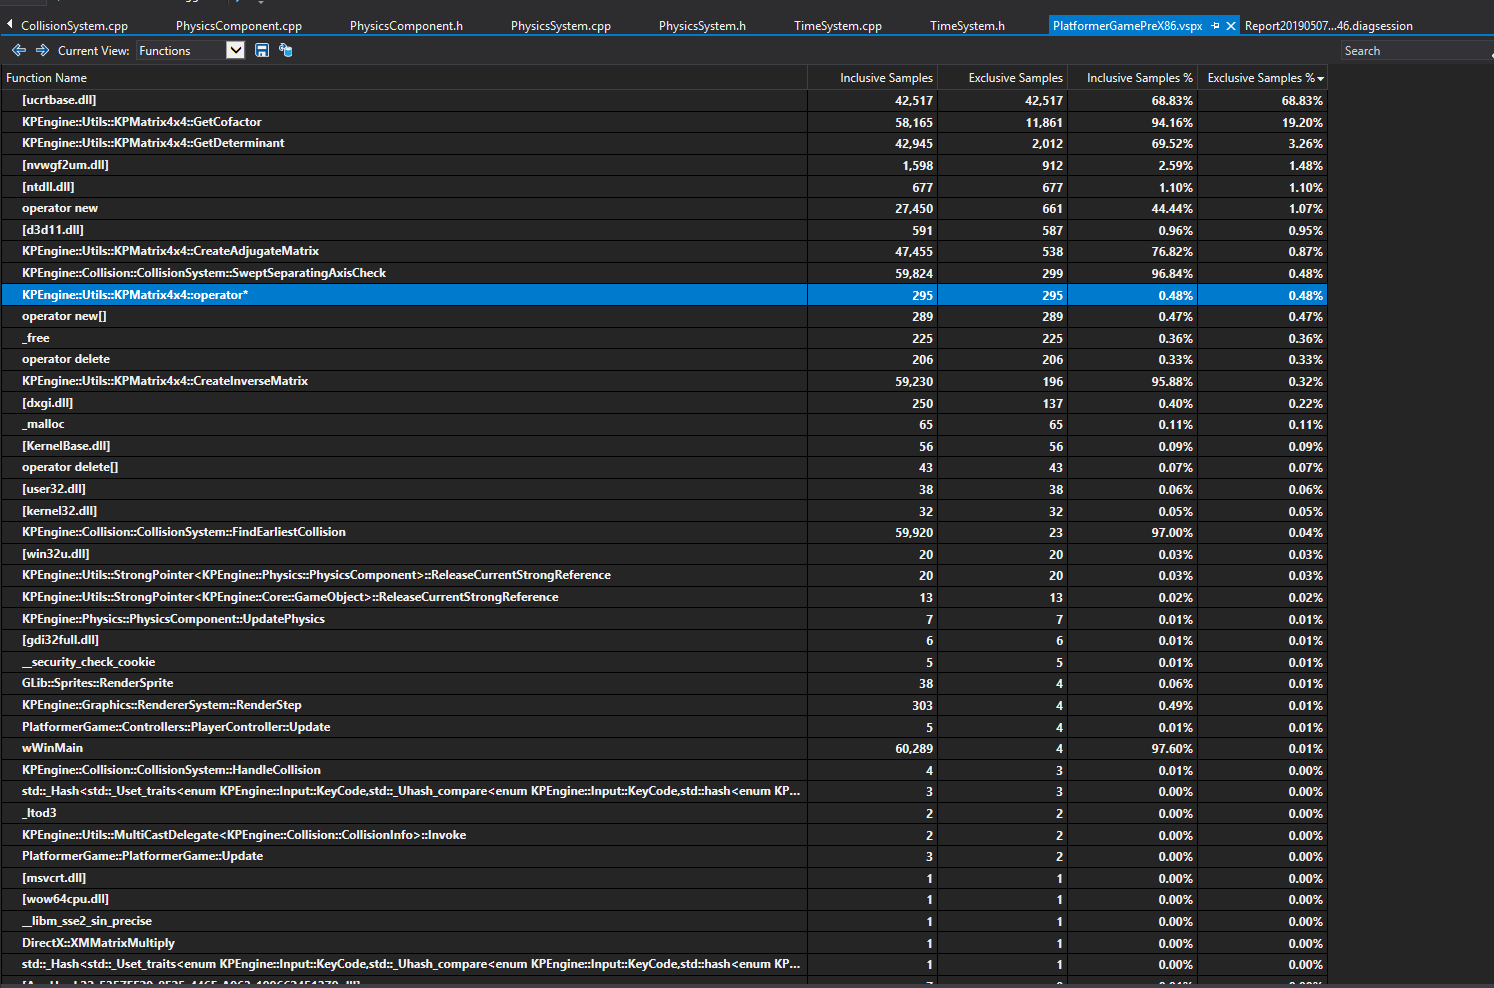 CollisionSystem.cpp PhysicsComponent.cpp PhysicsComponent.h PhysicsSystem.cpp PhysicsSystem.h TimeSystem.cpp TimeSystem.h PlatformerGamePreX86.vspx Report20190507...46.diagsession
Current View: Functions Search
Function Name Inclusive Samples Exclusive Samples Inclusive Samples % Exclusive Samples %
[ucrtbase.dll] 42,517 42,517 68.83% 68.83%
KPEngine::Utils::KPMatrix4x4::GetCofactor 58,165 11,861 94.16% 19.20%
KPEngine::Utils::KPMatrix4x4::GetDeterminant 42,945 2,012 69.52% 3.26%
[nvwgf2um.dll] 1,598 912 2.59% 1.48%
[ntdll.dll] 677 677 1.10% 1.10%
operator new 27,450 661 44.44% 1.07%
[d3d11.dll] 591 587 0.96% 0.95%
KPEngine::Utils::KPMatrix4x4::CreateAdjugateMatrix 47,455 538 76.82% 0.87%
KPEngine::Collision::CollisionSystem::SweptSeparatingAxisCheck 59,824 299 96.84% 0.48%
KPEngine::Utils::KPMatrix4x4::operator* 295 295 0.48% 0.48%
operator new[] 289 289 0.47% 0.47%
_free 225 225 0.36% 0.36%
operator delete 206 206 0.33% 0.33%
KPEngine::Utils::KPMatrix4x4::CreateInverseMatrix 59,230 196 95.88% 0.32%
[dxgi.dll] 250 137 0.40% 0.22%
_malloc 65 65 0.11% 0.11%
[KernelBase.dll] 56 56 0.09% 0.09%
operator delete[] 43 43 0.07% 0.07%
[user32.dll] 38 38 0.06% 0.06%
[kernel32.dll] 32 32 0.05% 0.05%
KPEngine::Collision::CollisionSystem::FindEarliestCollision 59,920 23 97.00% 0.04%
[win32u.dll] 20 20 0.03% 0.03%
KPEngine::Utils::StrongPointer<KPEngine::Physics::PhysicsComponent>::ReleaseCurrentStrongReference 20 20 0.03% 0.03%
KPEngine::Utils::StrongPointer<KPEngine::Core::GameObject>::ReleaseCurrentStrongReference 13 13 0.02% 0.02%
KPEngine::Physics::PhysicsComponent::UpdatePhysics 7 7 0.01% 0.01%
[gdi32full.dll] 6 6 0.01% 0.01%
__security_check_cookie 5 5 0.01% 0.01%
GLib::Sprites::RenderSprite 38 4 0.06% 0.01%
KPEngine::Graphics::RendererSystem::RenderStep 303 4 0.49% 0.01%
PlatformerGame::Controllers::PlayerController::Update 5 4 0.01% 0.01%
wWinMain 60,289 4 97.60% 0.01%
KPEngine::Collision::CollisionSystem::HandleCollision 4 3 0.01% 0.00%
std::_Hash<std::_Uset_traits<enum KPEngine::Input::KeyCode,std::_Uhash_compare<enum KPEngine::Input::KeyCode,std::hash<enum KP... 3 3 0.00% 0.00%
_ltod3 2 2 0.00% 0.00%
KPEngine::Utils::MultiCastDelegate<KPEngine::Collision::CollisionInfo>::Invoke 2 2 0.00% 0.00%
PlatformerGame::PlatformerGame::Update 3 2 0.00% 0.00%
[msvcrt.dll] 1 1 0.00% 0.00%
[wow64cpu.dll] 1 1 0.00% 0.00%
__libm_sse2_sin_precise 1 1 0.00% 0.00%
DirectX::XMMatrixMultiply 1 1 0.00% 0.00%
std::_Hash<std::_Uset_traits<enum KPEngine::Input::KeyCode,std::_Uhash_compare<enum KPEngine::Input::KeyCode,std::hash<enum KP... 1 1 0.00% 0.00%